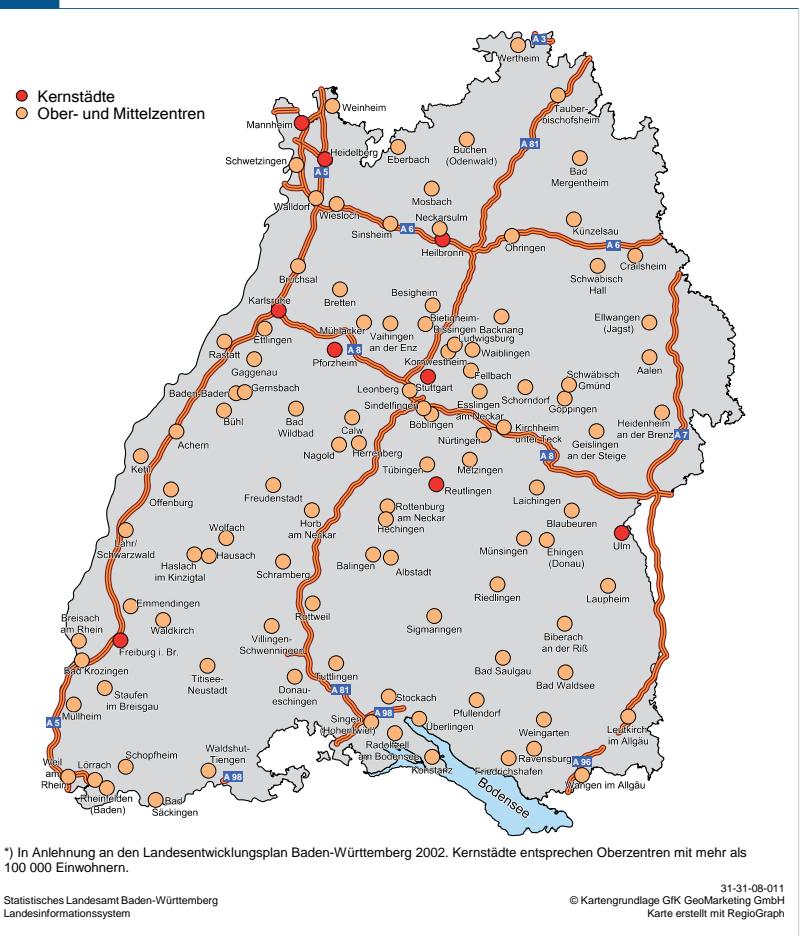 A 3
Wertheim
Kernstädte
Ober- und Mittelzentren
Weinheim
Tauber-
bischofsheim
Mannheim
Buchen
(Odenwald)
Eberbach
A 81
Heidelberg
Schwetzingen
A 5
Bad
Mergentheim
Mosbach
Walldorf
Wiesloch
Neckarsulm
Sinsheim
A 6
Heilbronn
Öhringen
Künzelsau
A 6
Crailsheim
Schwäbisch
Hall
Bruchsal
Bretten
Besigheim
Karlsruhe
Ettlingen
Mühlacker
Vaihingen
an der Enz
Bietigheim-
Bissingen
Backnang
Ludwigsburg
Ellwangen
(Jagst)
Rastatt
Pforzheim
A 8
Kornwestheim
Waiblingen
Gaggenau
Fellbach
Aalen
Baden-Baden
Gernsbach
Leonberg
Stuttgart
Schwäbisch
Gmünd
Bühl
Bad
Wildbad
Sindelfingen
Esslingen
am Neckar
Schorndorf
Göppingen
Calw
Böblingen
Heidenheim
an der Brenz
Achern
Nagold
Herrenberg
Nürtingen
Kirchheim
unter Teck
Geislingen
an der Steige
A 7
Kehl
Tübingen
Metzingen
A 8
Reutlingen
Offenburg
Freudenstadt
Laichingen
Horb
am Neckar
Rottenburg
am Neckar
Hechingen
Blaubeuren
Lahr/
Schwarzwald
Wolfach
Hausach
Haslach
im Kinzigtal
Schramberg
Balingen
Albstadt
Münsingen
Ehingen
(Donau)
Ulm
Laupheim
Riedlingen
Emmendingen
Waldkirch
Rottweil
Sigmaringen
Biberach
an der Riß
Breisach
am Rhein
Freiburg i. Br.
Villingen-
Schwenningen
Bad Krozingen
Titisee-
Neustadt
Tuttlingen
Bad Saulgau
Bad Waldsee
Staufen
im Breisgau
Donau-
eschingen
A 81
Stockach
Pfullendorf
Müllheim
A 5
A 98
Singen
(Hohentwiel)
Überlingen
Weingarten
Leutkirch
im Allgäu
Radolfzell
am Bodensee
Konstanz
Ravensburg
Friedrichshafen
A 96
Wangen im Allgäu
Weil
am
Rhein
Lörrach
Schopfheim
Waldshut-
Tiengen
A 98
Rheinfelden
(Baden)
Bad
Säckingen
Bodensee
*) In Anlehnung an den Landesentwicklungsplan Baden-Württemberg 2002. Kernstädte entsprechen Oberzentren mit mehr als
100 000 Einwohnern.
31-31-08-011
Statistisches Landesamt Baden-Württemberg
© Kartengrundlage GfK GeoMarketing GmbH
Landesinformationssystem
Karte erstellt mit RegioGraph